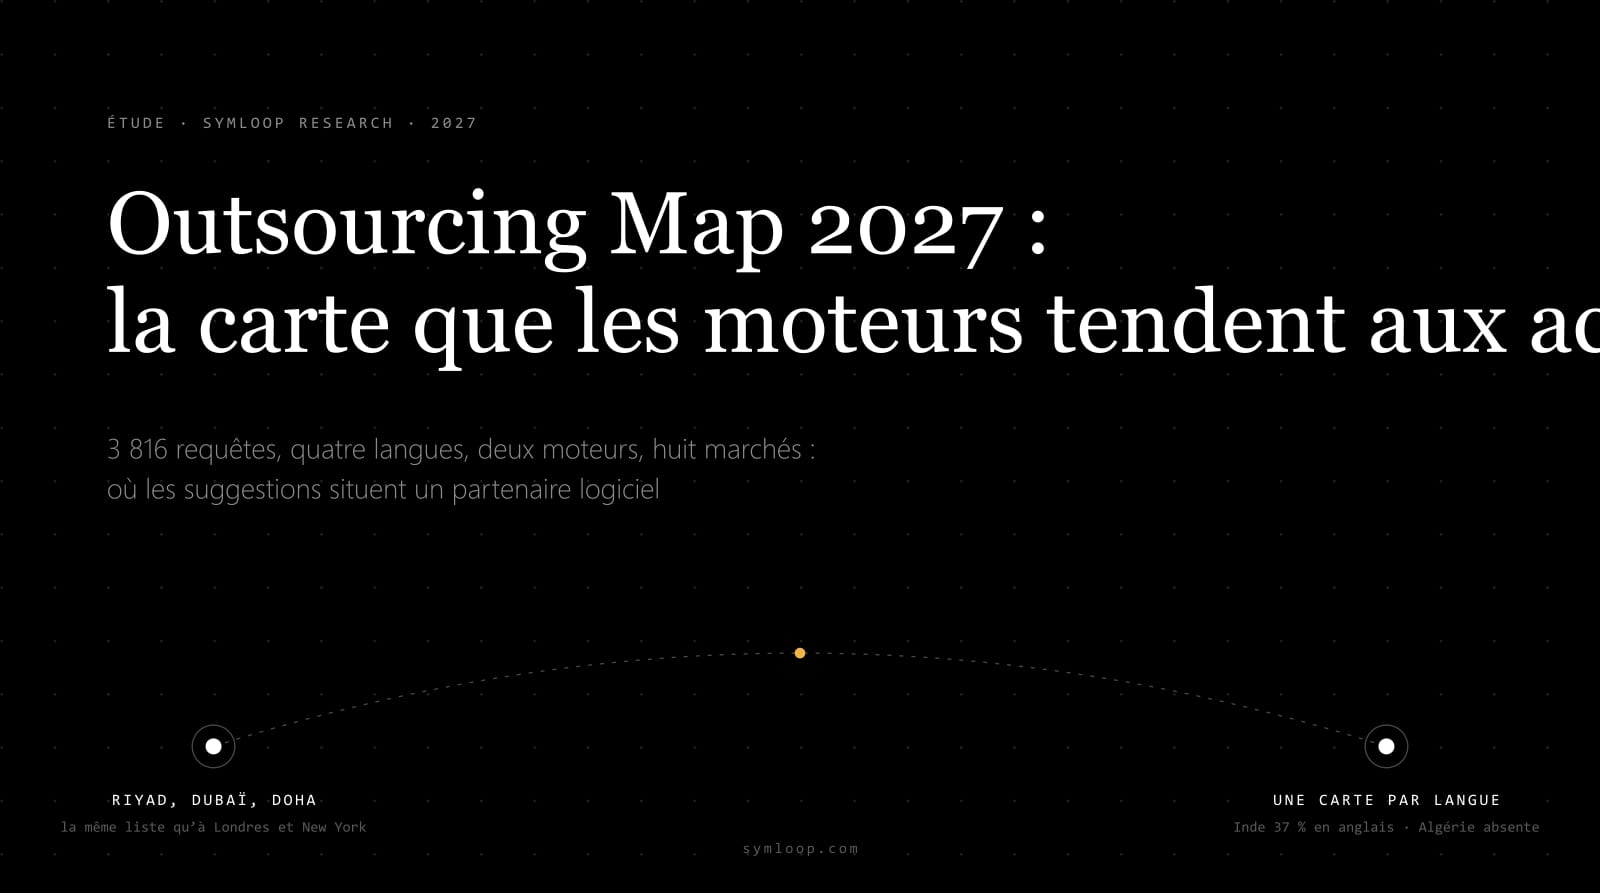 ÉTUDE · SYMLOOP RESEARCH · 2027
Outsourcing Map 2027 :
la carte que les moteurs tendent aux
3 816 requêtes, quatre langues, deux moteurs, huit marchés :
où les suggestions situent un partenaire logiciel
RIYAD, DUBAÏ, DOHA
la même liste qu’à Londres et New York
UNE CARTE PAR LANGUE
Inde 37 % en anglais · Algérie absente
symloop.com